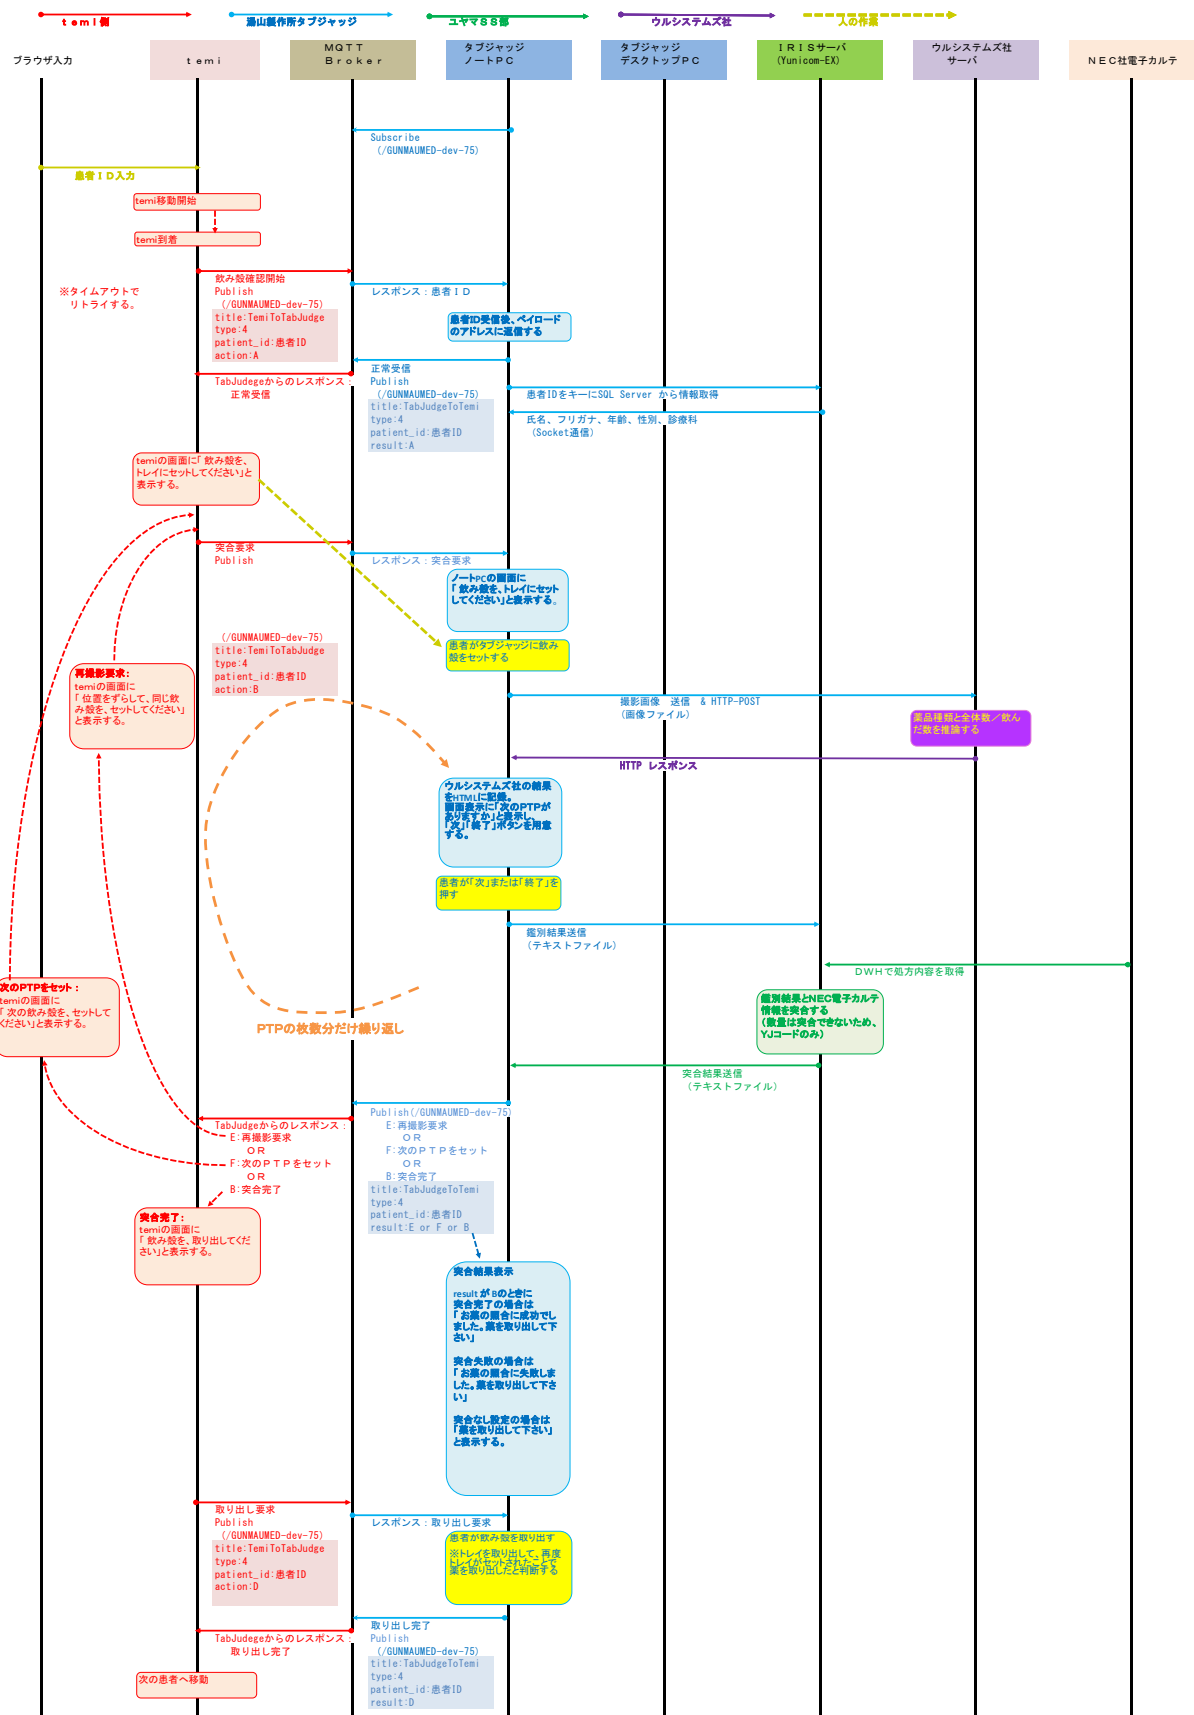 ｔｅｍｉ側
湯山製作所タブジャッジ
ユヤマＳＳ部
ウルシステムズ社
人の作業
ブラウザ入力
ｔｅｍｉ
ＭＱＴＴ
Ｂｒｏｋｅｒ
タブジャッジ
ノートＰＣ
タブジャッジ
デスクトップＰＣ
ＩＲＩＳサーバ
(Yunicom-EX)
ウルシステムズ社
サーバ
ＮＥＣ社電子カルテ
Subscribe
(/GUNMAUMED-dev-75)
患者ＩＤ入力
temi移動開始
temi到着
※タイムアウトで
リトライする。
飲み殻確認開始
Publish
(/GUNMAUMED-dev-75)
title:TemiToTabJudge
type:4
patient_id:患者ID
action:A
レスポンス：患者ＩＤ
患者ID受信後、ペイロード
のアドレスに返信する
TabJudegeからのレスポンス：
正常受信
正常受信
Publish
(/GUNMAUMED-dev-75)
title:TabJudgeToTemi
type:4
patient_id:患者ID
result:A
患者IDをキーにSQL Server から情報取得
氏名、フリガナ、年齢、性別、診療科
(Socket通信)
temiの画面に「飲み殻を、
トレイにセットしてください」と
表示する。
突合要求
Publish
レスポンス：突合要求
ノートPCの画面に
「飲み殻を、トレイにセット
してください」と表示する。
(/GUNMAUMED-dev-75)
title:TemiToTabJudge
type:4
patient_id:患者ID
action:B
患者がタブジャッジに飲み
殻をセットする
再撮影要求：
temiの画面に
「位置をずらして、同じ飲
み殻を、セットしてください」
と表示する。
撮影画像　送信　& HTTP-POST
(画像ファイル)
薬品種類と全体数／飲ん
だ数を推論する
HTTP レスポンス
ウルシステムズ社の結果
をHTMLに記録。
画面表示に「次のPTPが
ありますか」と表示し、
「次」「終了」ボタンを用意
する。
患者が「次」または「終了」を
押す
鑑別結果送信
(テキストファイル)
ＤＷＨで処方内容を取得
次のPTPをセット：
temiの画面に
「次の飲み殻を、セットして
ください」と表示する。
PTPの枚数分だけ繰り返し
鑑別結果とNEC電子カルテ
情報を突合する
（数量は突合できないため、
YJコードのみ）
突合結果送信
(テキストファイル)
TabJudgeからのレスポンス：
E:再撮影要求
ＯＲ
F:次のＰＴＰをセット
ＯＲ
B:突合完了
Publish(/GUNMAUMED-dev-75)
E:再撮影要求
ＯＲ
F:次のＰＴＰをセット
ＯＲ
B:突合完了
title:TabJudgeToTemi
type:4
patient_id:患者ID
result:E or F or B
突合完了：
temiの画面に
「飲み殻を、取り出してくだ
さい」と表示する。
突合結果表示
result が Bのときに
突合完了の場合は
「お薬の照合に成功でし
ました。薬を取り出して下
さい」
突合失敗の場合は
「お薬の照合に失敗しま
した。薬を取り出して下さ
い」
突合なし設定の場合は
「薬を取り出して下さい」
と表示する。
取り出し要求
Publish
(/GUNMAUMED-dev-75)
title:TemiToTabJudge
type:4
patient_id:患者ID
action:D
レスポンス：取り出し要求
患者が飲み殻を取り出す
※トレイを取り出して、再度
トレイがセットされたことで
薬を取り出したと判断する
TabJudegeからのレスポンス：
取り出し完了
取り出し完了
Publish
(/GUNMAUMED-dev-75)
title:TabJudgeToTemi
type:4
patient_id:患者ID
result:D
次の患者へ移動